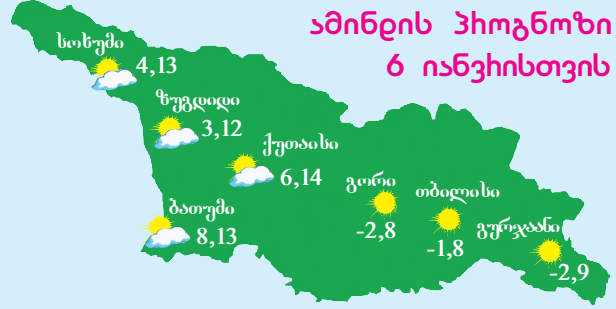 ამინდის პროგნოზი
6 იანვრისთვის
სოხუმი
4,13
ზუგდიდი
3,12
ქუთაისი
6,14
გორი
-2,8
თბილისი
-1,8
ბათუმი
8,13
გურჯაანი
-2,9